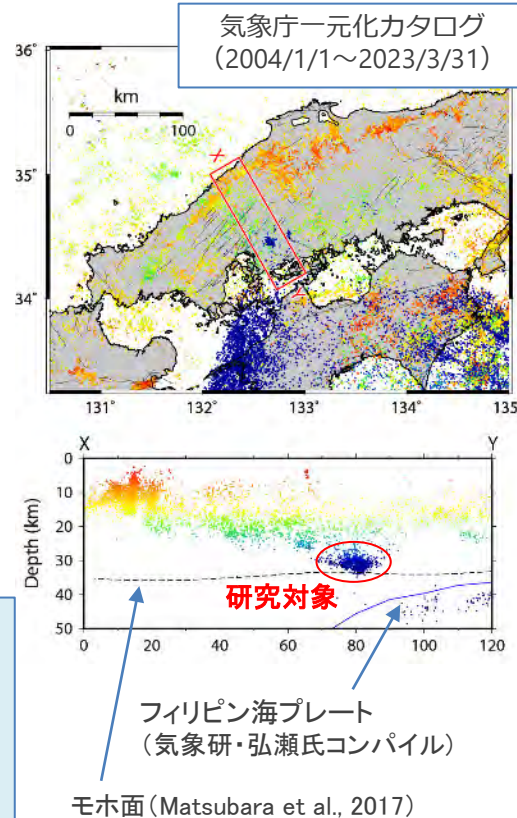 気象庁一元化カタログ
（2004/1/1～2023/3/31）
36°
km
0 100
X
35°
34°
131° 132° 133° 134° 135
X Y
0
10
20
30
40
50
Depth (km)
研究対象
0 20 40 60 80 100 120
フィリピン海プレート
（気象研・弘瀬氏コンパイル）
モホ面（Matsubara et al., 2017）